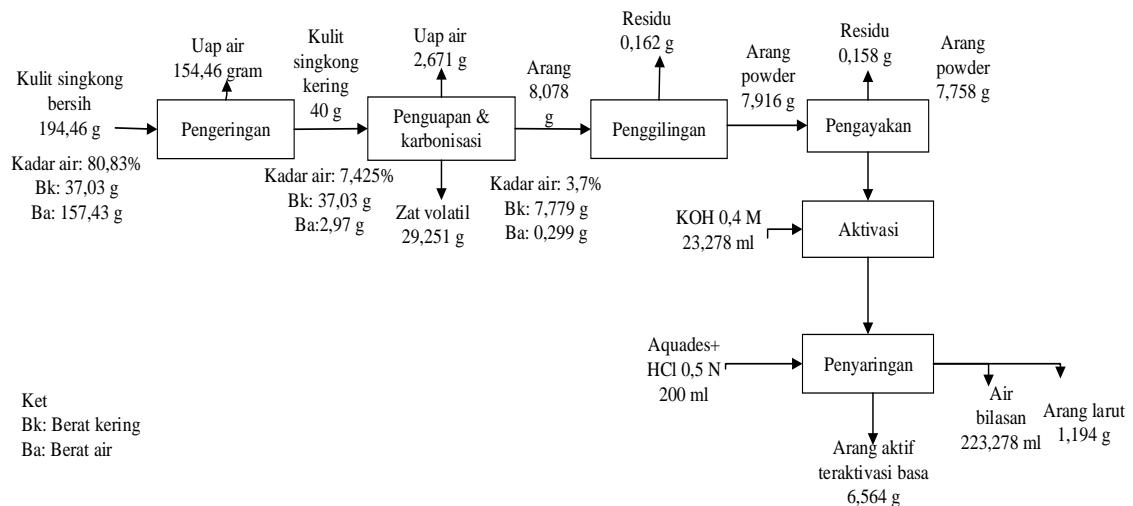 Kulit singkong
bersih
194,46 g
Kadar air: 80,83%
Bk: 37,03 g
Ba: 157,43 g
Uap air
154,46 gram
Pengeringan
Kulit
singkong
kering
40 g
Kadar air: 7,425%
Bk: 37,03 g
Ba:2,97 g
Uap air
2,671 g
Penguapan &
karbonisasi
Zat volatil
29,251 g
Arang
8,078
g
Kadar air: 3,7%
Bk: 7,779 g
Ba: 0,299 g
Residu
0,162 g
Penggilingan
Arang
powder
7,916 g
Residu
0,158 g
Pengayakan
Arang
powder
7,758 g
KOH 0,4 M
23,278 ml
Aktivasi
Aquades+
HCl 0,5 N
200 ml
Penyaringan
Air
bilasan
223,278 ml
Arang larut
1,194 g
Arang aktif
teraktivasi basa
6,564 g
Ket
Bk: Berat kering
Ba: Berat air